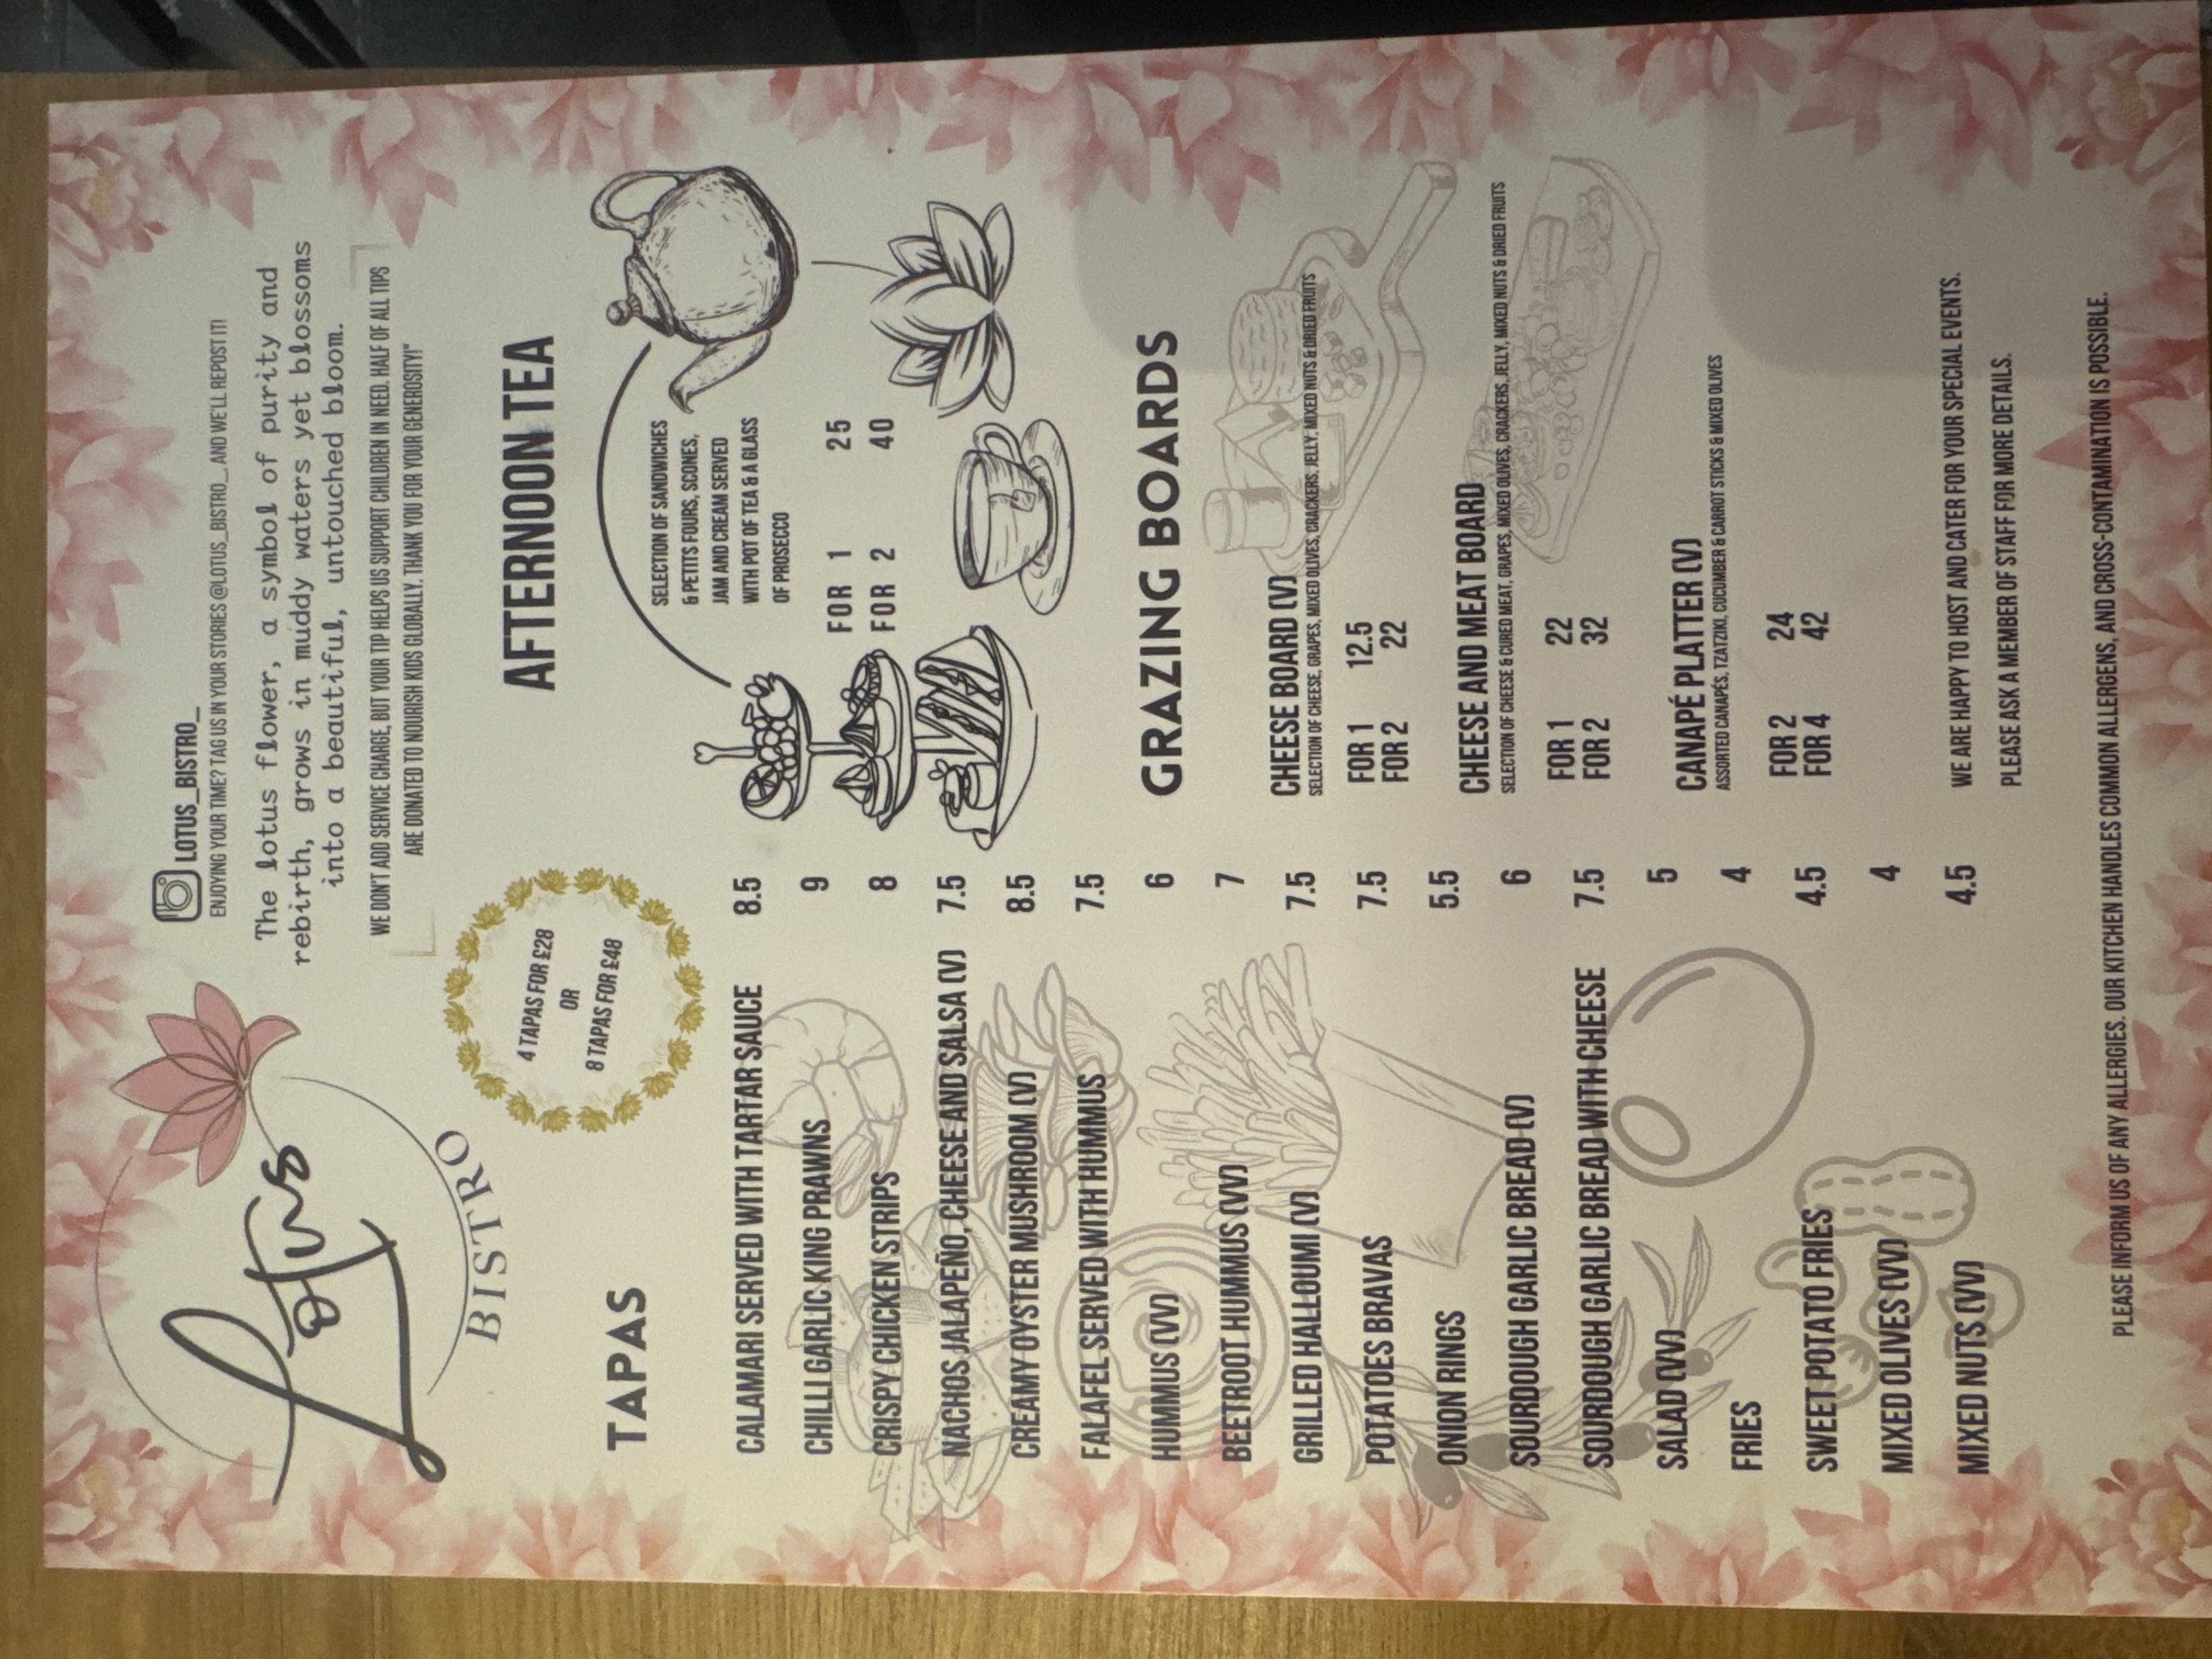 Lotus
BISTRO
LOTUS_BISTRO_
ENJOYING YOUR TIME? TAG US IN YOUR STORIES @LOTUS_BISTRO_ AND WE'LL REPOST IT!
The lotus flower, a symbol of purity and
rebirth, grows in muddy waters yet blossoms
into a beautiful, untouched bloom.
WE DON'T ADD SERVICE CHARGE, BUT YOUR TIP HELPS US SUPPORT CHILDREN IN NEED. HALF OF ALL TIPS
ARE DONATED TO NOURISH KIDS GLOBALLY. THANK YOU FOR YOUR GENEROSITY!"
4 TAPAS FOR £28
OR
8 TAPAS FOR £48
TAPAS
CALAMARI SERVED WITH TARTAR SAUCE 8.5
CHILLI GARLIC KING PRAWNS 9
CRISPY CHICKEN STRIPS 8
NACHOS JALAPEÑO, CHEESE AND SALSA (V) 7.5
CREAMY OYSTER MUSHROOM (V) 8.5
FALAFEL SERVED WITH HUMMUS 7.5
HUMMUS (VV) 6
BEETROOT HUMMUS (VV) 7
GRILLED HALLOUMI (V) 7.5
POTATOES BRAVAS 7.5
ONION RINGS 5.5
SOURDOUGH GARLIC BREAD (V) 6
SOURDOUGH GARLIC BREAD WITH CHEESE 7.5
SALAD (VV) 5
FRIES 4
SWEET POTATO FRIES 4.5
MIXED OLIVES (VV) 4
MIXED NUTS (VV) 4.5
AFTERNOON TEA
SELECTION OF SANDWICHES
& PETITS FOURS, SCONES,
JAM AND CREAM SERVED
WITH POT OF TEA & A GLASS
OF PROSECCO
FOR 1 25
FOR 2 40
GRAZING BOARDS
CHEESE BOARD (V)
SELECTION OF CHEESE, GRAPES, MIXED OLIVES, CRACKERS, JELLY, MIXED NUTS & DRIED FRUITS
FOR 1 12.5
FOR 2 22
CHEESE AND MEAT BOARD
SELECTION OF CHEESE & CURED MEAT, GRAPES, MIXED OLIVES, CRACKERS, JELLY, MIXED NUTS & DRIED FRUITS
FOR 1 22
FOR 2 32
CANAPÉ PLATTER (V)
ASSORTED CANAPÉS, TZATZIKI, CUCUMBER & CARROT STICKS & MIXED OLIVES
FOR 2 24
FOR 4 42
WE ARE HAPPY TO HOST AND CATER FOR YOUR SPECIAL EVENTS.
PLEASE ASK A MEMBER OF STAFF FOR MORE DETAILS.
PLEASE INFORM US OF ANY ALLERGIES. OUR KITCHEN HANDLES COMMON ALLERGENS, AND CROSS-CONTAMINATION IS POSSIBLE.